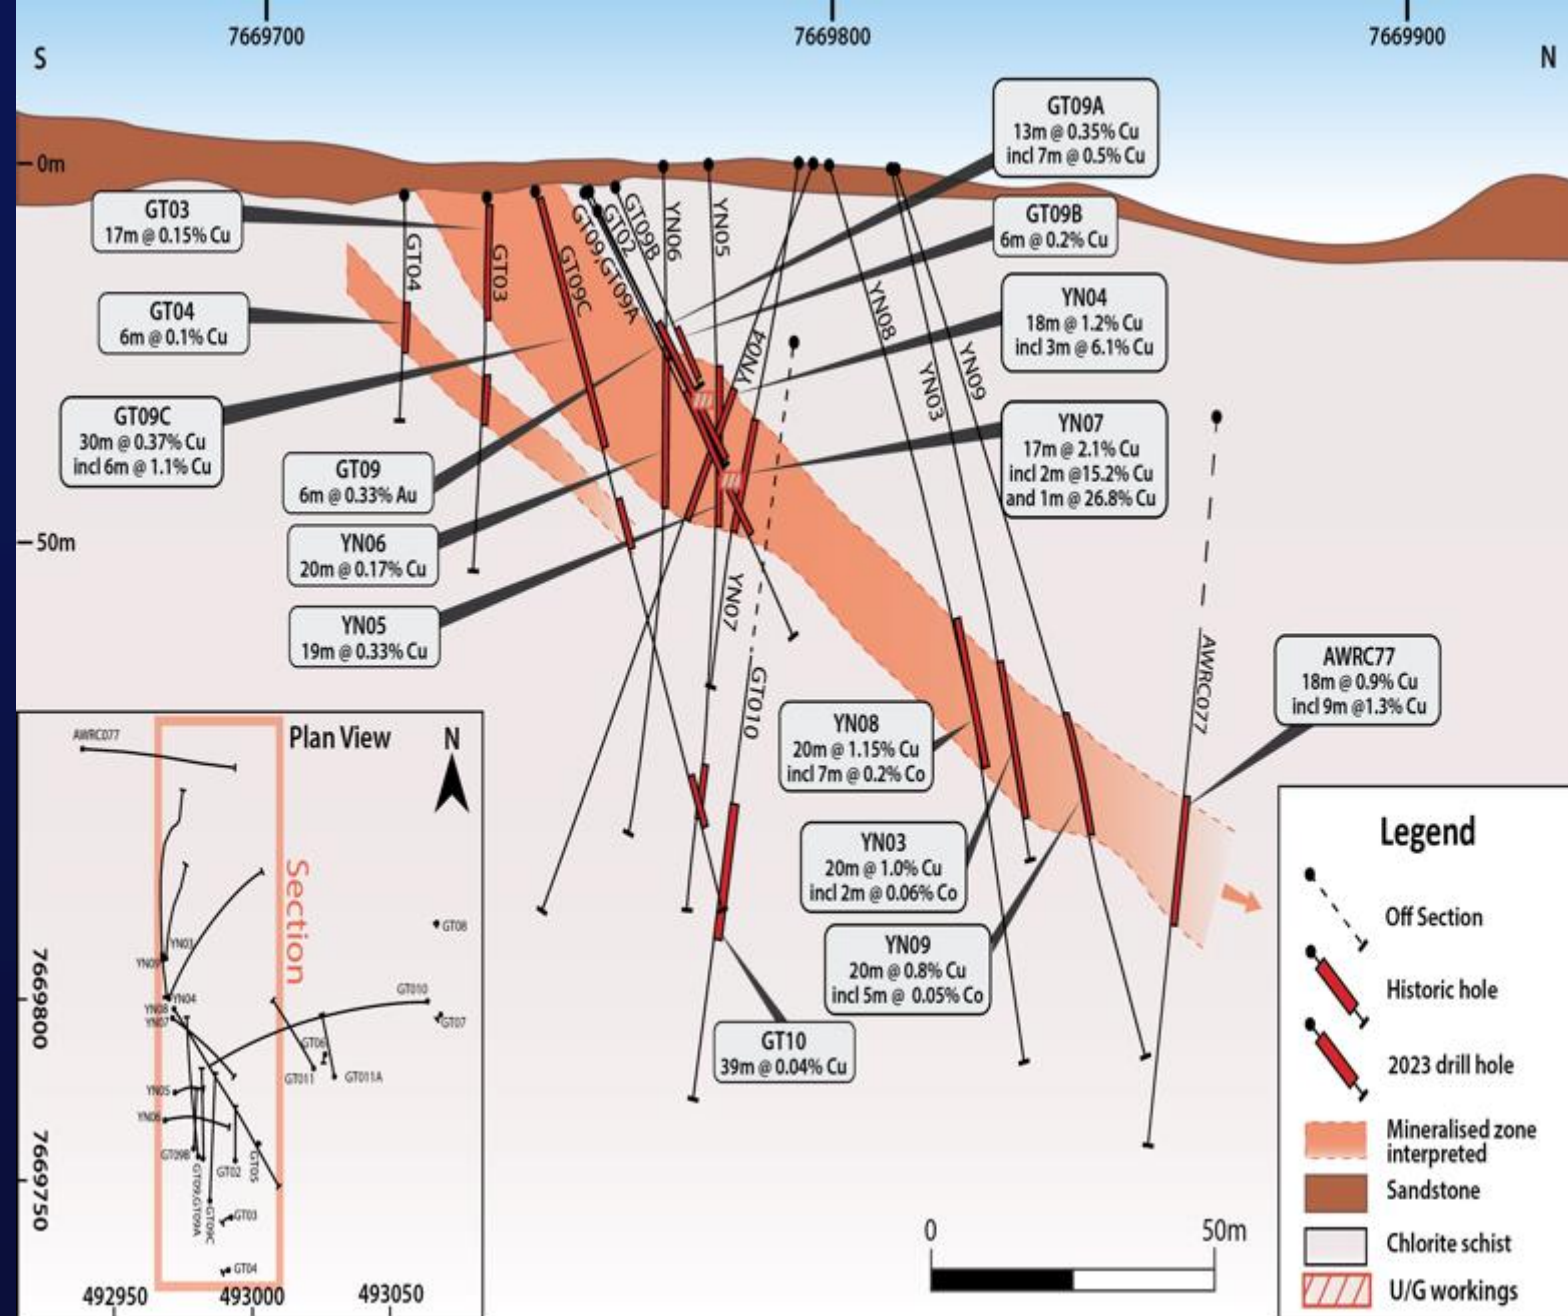 7669700
7669800
7669900
S
N
0m
50m
GT09A
13m @ 0.35% Cu
incl 7m @ 0.5% Cu
GT03
17m @ 0.15% Cu
GT09B
6m @ 0.2% Cu
GT04
6m @ 0.1% Cu
YN04
18m @ 1.2% Cu
incl 3m @ 6.1% Cu
GT09C
30m @ 0.37% Cu
incl 6m @ 1.1% Cu
YN07
17m @ 2.1% Cu
incl 2m @15.2% Cu
and 1m @ 26.8% Cu
GT09
6m @ 0.33% Au
YN06
20m @ 0.17% Cu
YN05
19m @ 0.33% Cu
AWRC77
18m @ 0.9% Cu
incl 9m @1.3% Cu
YN08
20m @ 1.15% Cu
incl 7m @ 0.2% Co
YN03
20m @ 1.0% Cu
incl 2m @ 0.06% Co
YN09
20m @ 0.8% Cu
incl 5m @ 0.05% Co
GT10
39m @ 0.04% Cu
GT04
GT03
GT09C
GT09,GT09A
GT02
GT09B
YN06
YN05
YN04
YN08
YN03
YN09
YN07
GT010
AWRC077
Plan View
N
Section
AWRC077
YN03
YN09
YN04
YN08
YN07
YN05
YN06
GT09B
GT09,GT09A
GT09C
GT02
GT05
GT03
GT04
GT08
GT010
GT07
GT06
GT011
GT011A
7669800
7669750
492950
493000
493050
0
50m
Legend
Off Section
Historic hole
2023 drill hole
Mineralised zone
interpreted
Sandstone
Chlorite schist
U/G workings